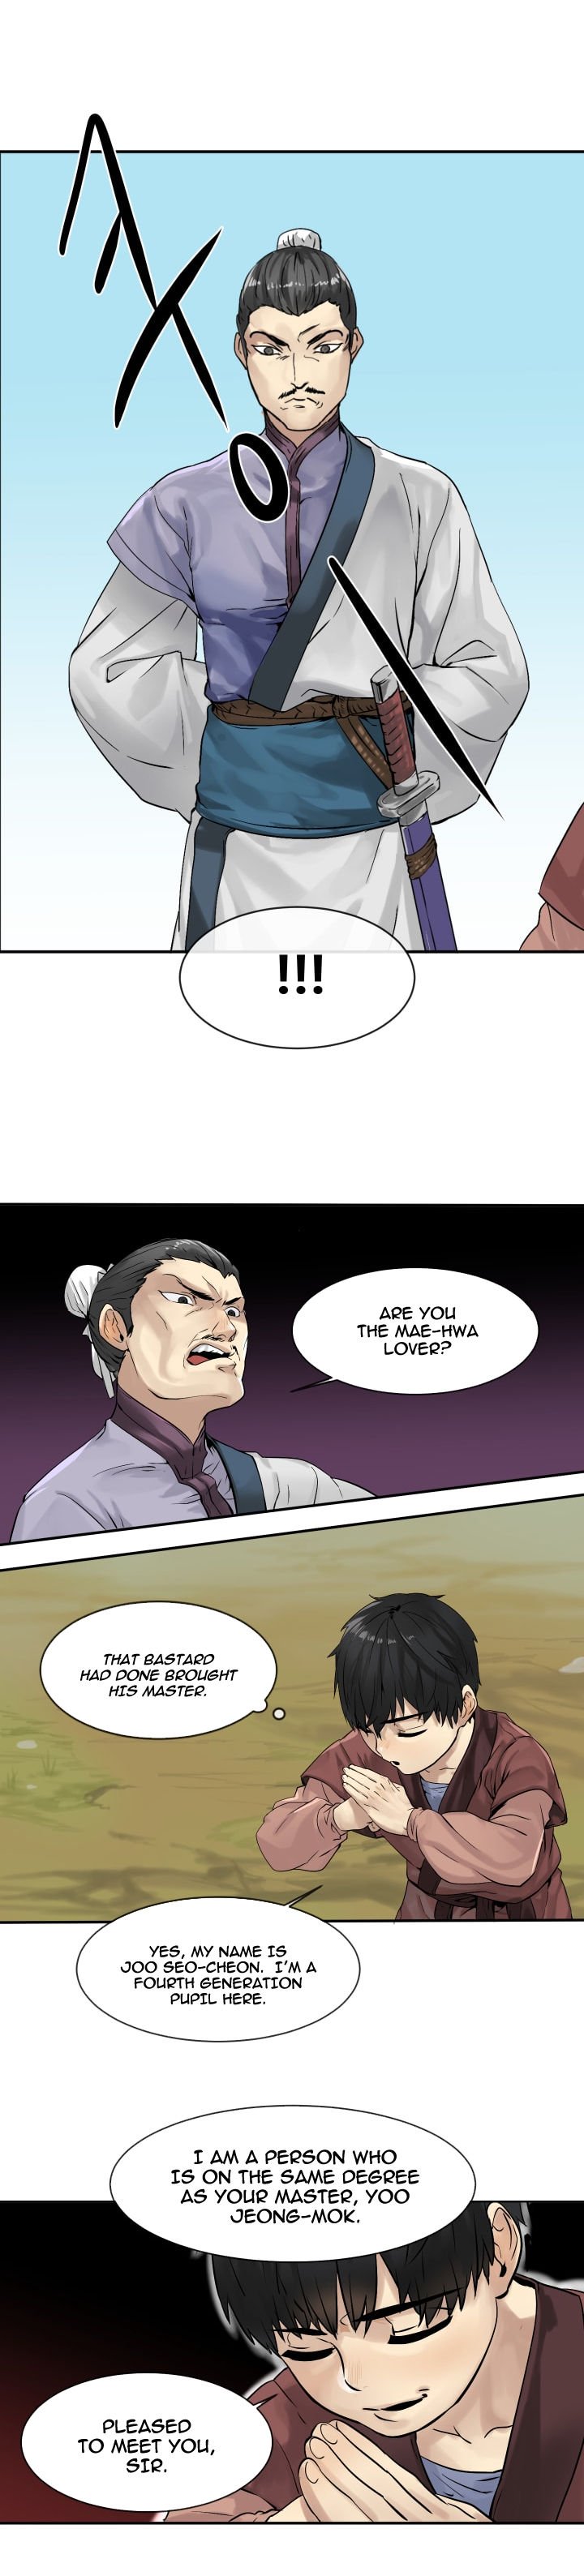 스
윽
!!!
ARE YOU
THE MAE-HWA
LOVER?
THAT BASTARD
HAD DONE BROUGHT
HIS MASTER.
YES, MY NAME IS
JOO SEO-CHEON. I'M A
FOURTH GENERATION
PUPIL HERE.
I AM A PERSON WHO
IS ON THE SAME DEGREE
AS YOUR MASTER, YOO
JEONG-MOK.
PLEASED
TO MEET YOU,
SIR.